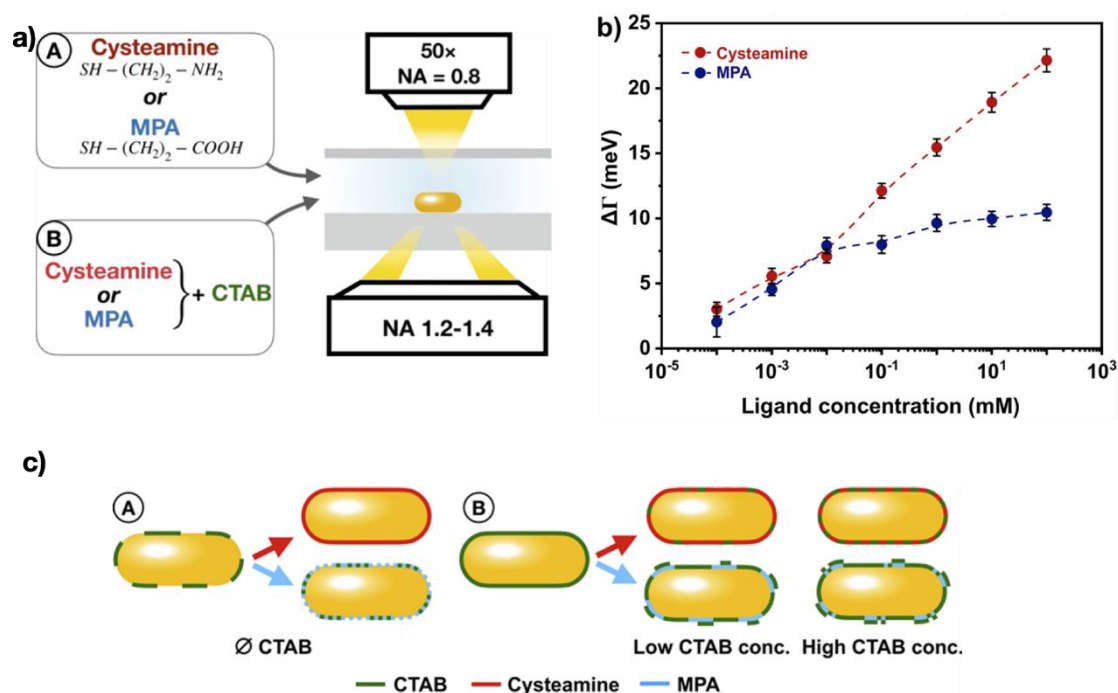 a)
A
Cysteamine
SH − (CH₂)₂ − NH₂
or
MPA
SH − (CH₂)₂ − COOH
B
Cysteamine
or
MPA
} + CTAB
50×
NA = 0.8
NA 1.2-1.4
b)
Cysteamine
MPA
ΔΓ (meV)
25
20
15
10
5
0
10⁻⁵
10⁻³
10⁻¹
10¹
10³
Ligand concentration (mM)
c)
A
∅ CTAB
B
Low CTAB conc.
High CTAB conc.
CTAB
Cysteamine
MPA